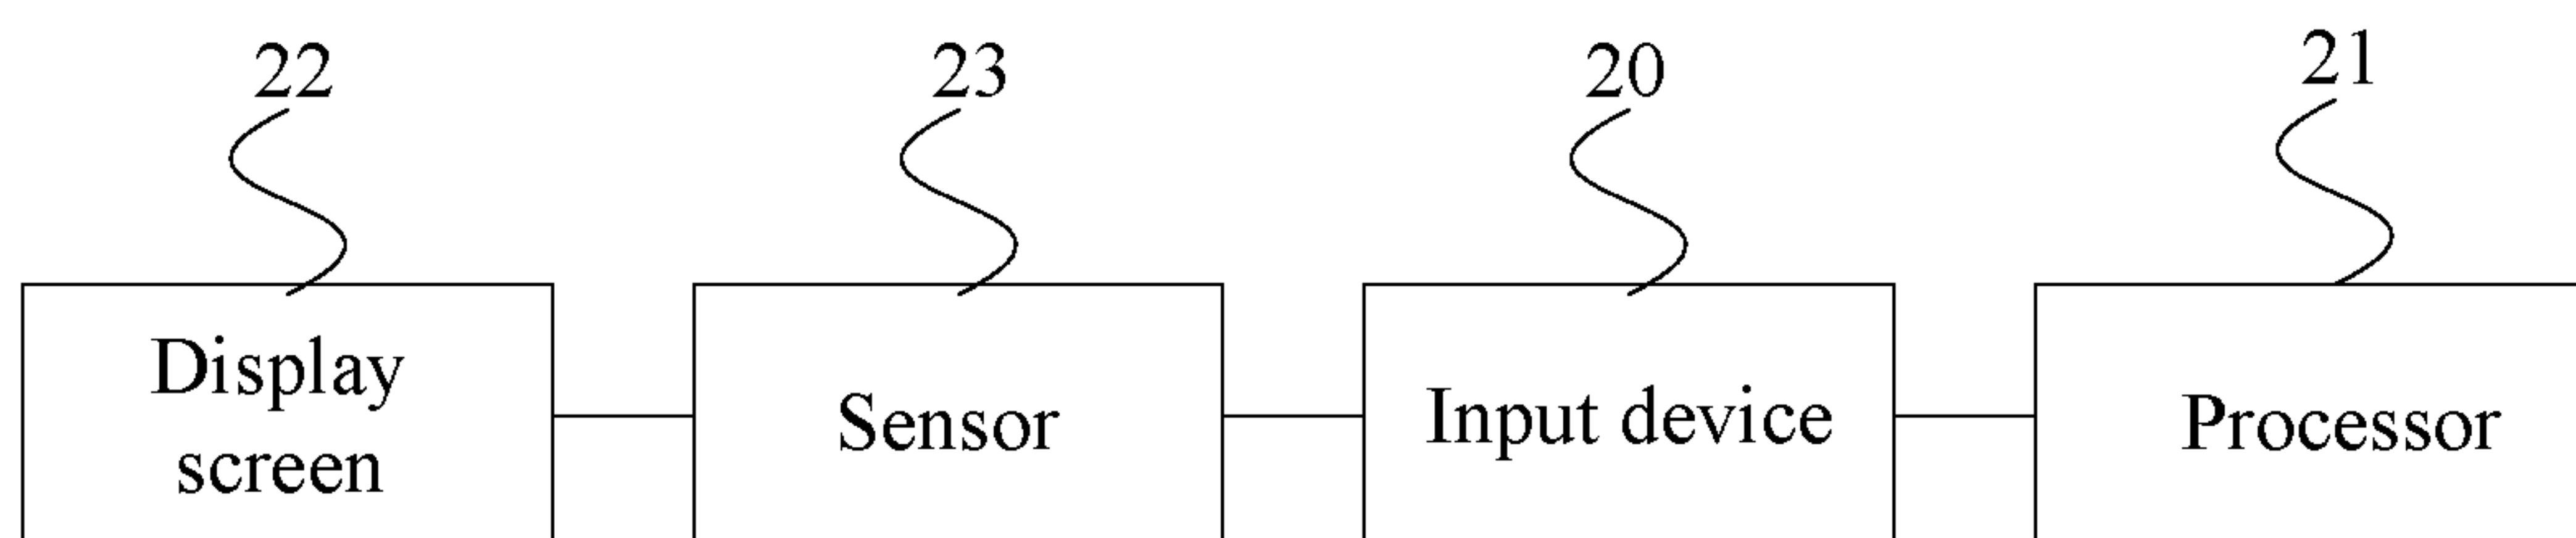 22 23 20 21
Display
screen
Sensor
Input device
Processor